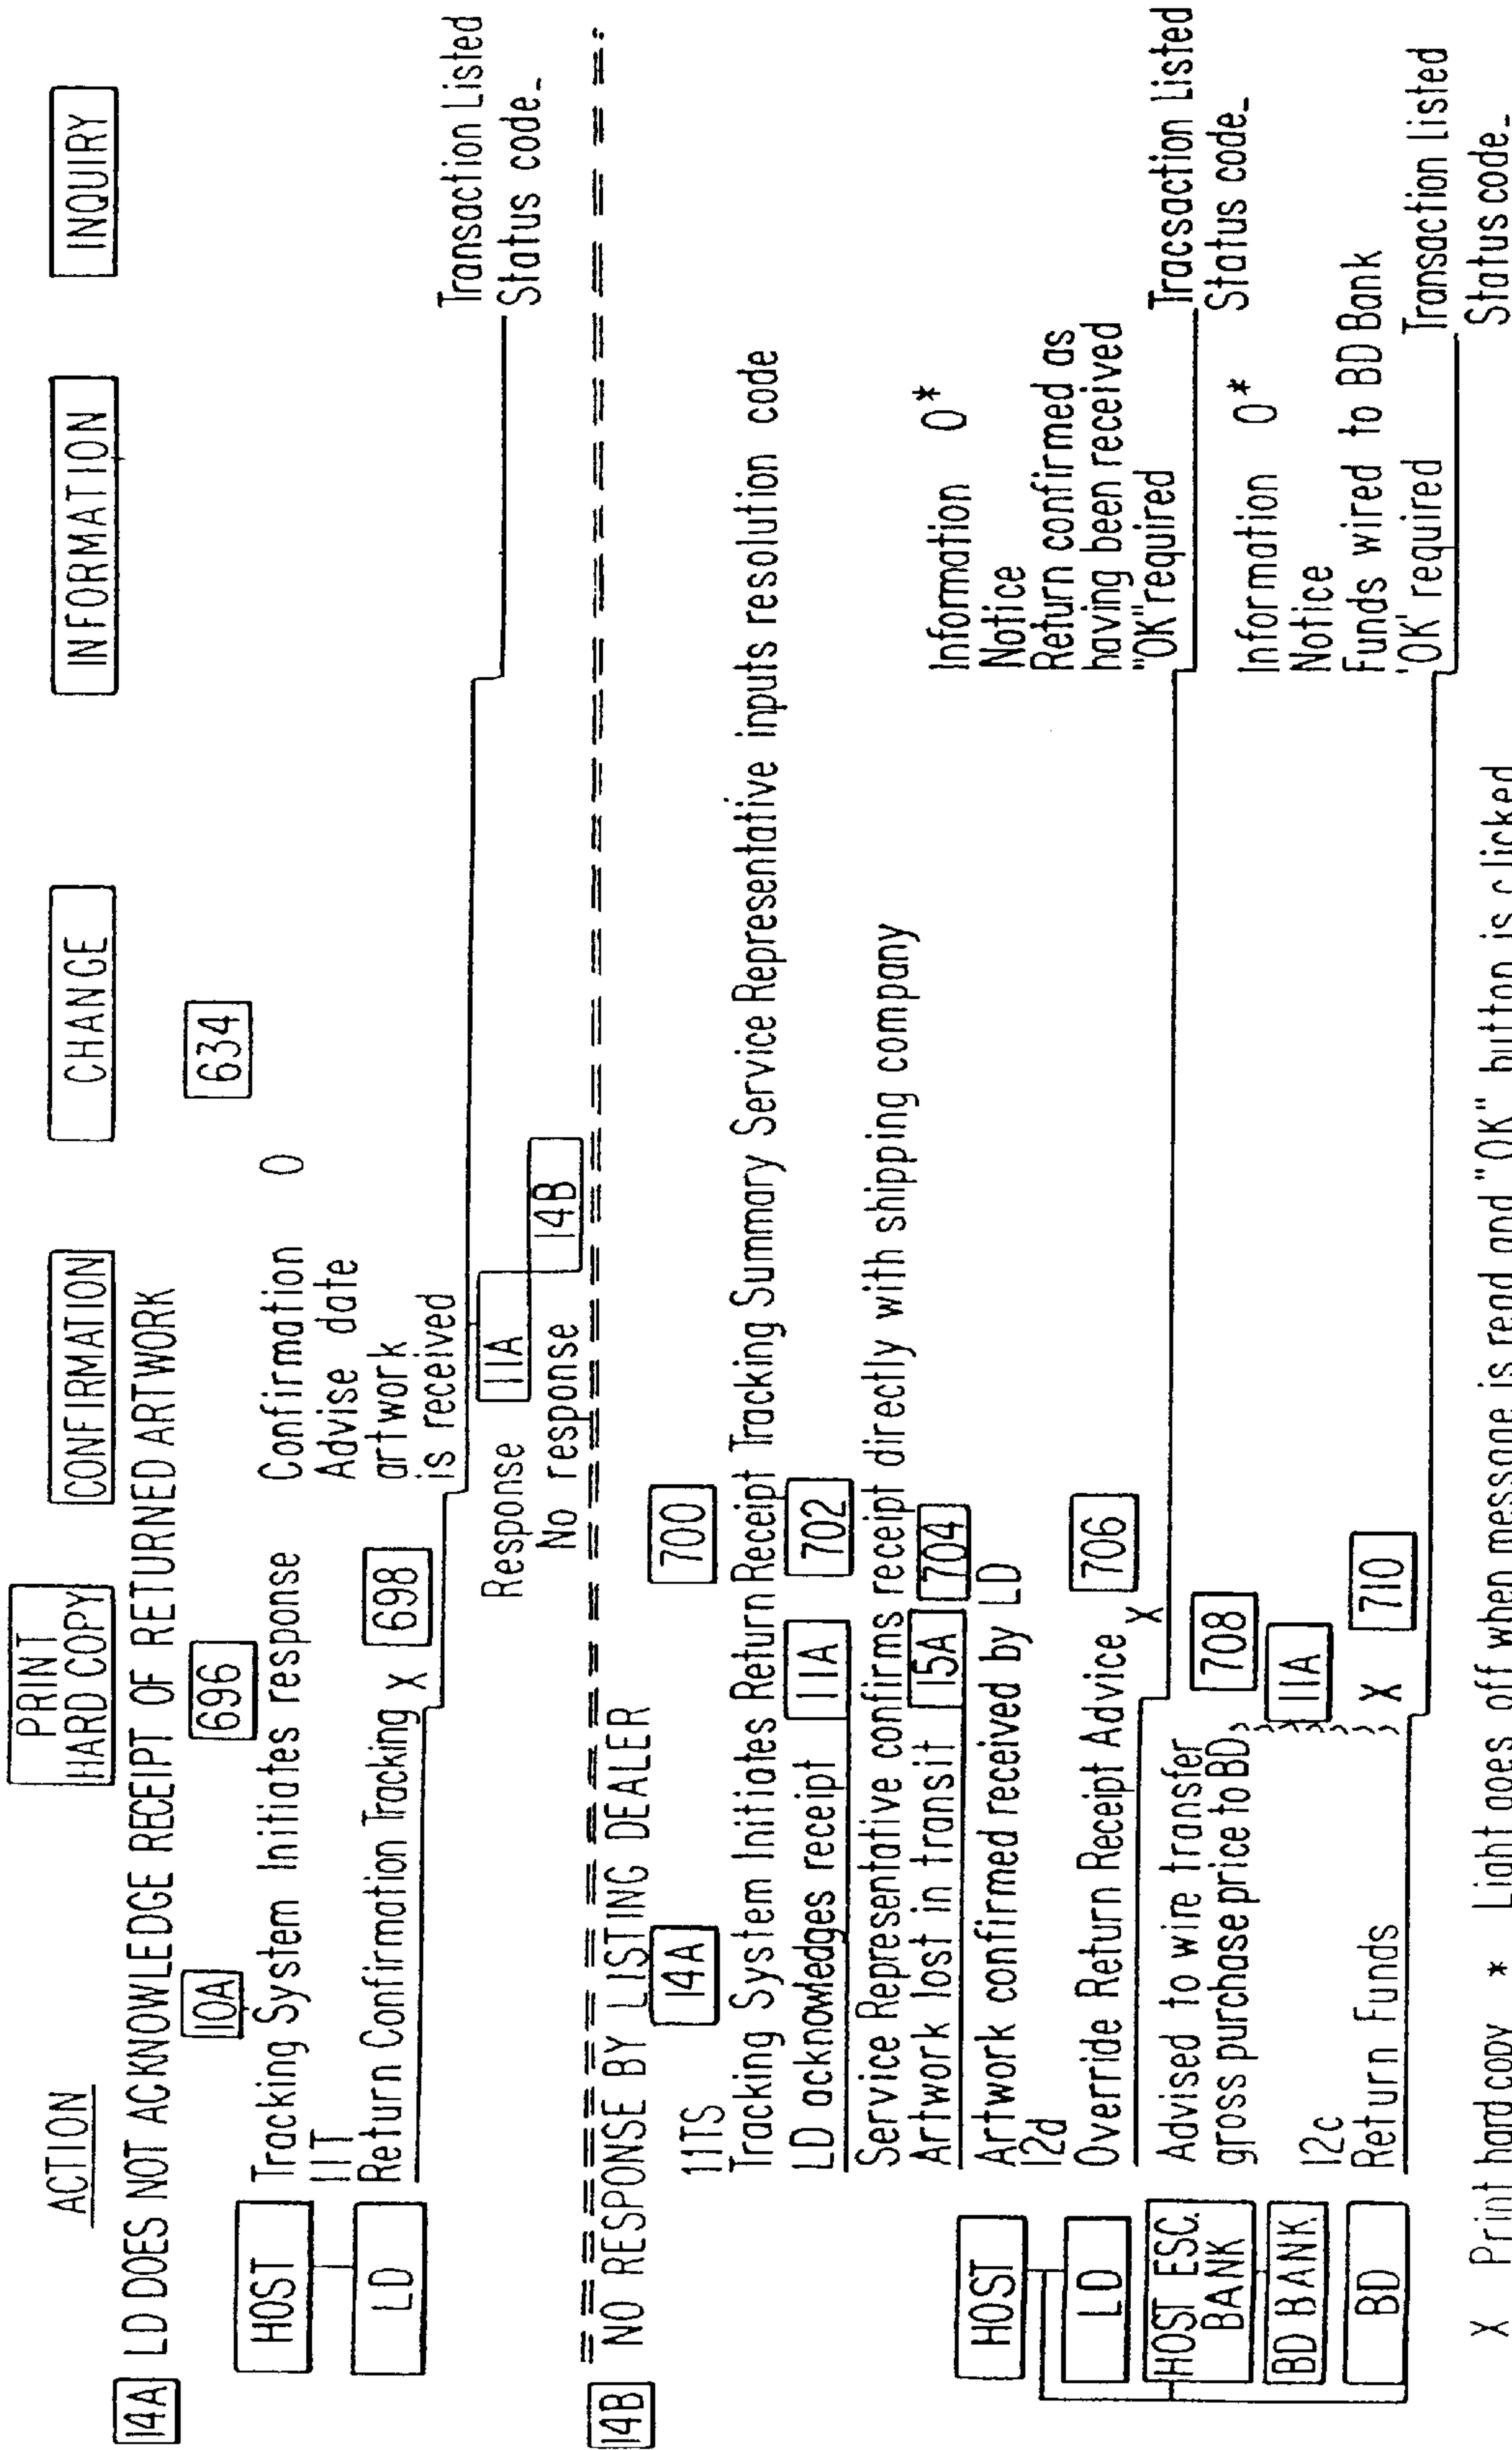 ACTION
PRINT
HARD COPY
CONFIRMATION
CHANGE
INFORMATION
INQUIRY
14A LD DOES NOT ACKNOWLEDGE RECEIPT OF RETURNED ARTWORK
110A
696
634
HOST
Tracking System Initiates response
Confirmation O
11T
Advise date
LD
Return Confirmation Tracking X 698
artwork
is received
Transaction Listed
Status code_
Response 11A
No response 14B
14B NO RESPONSE BY LISTING DEALER
14A
700
11TS
Tracking System Initiates Return Receipt Tracking Summary Service Representative inputs resolution code
LD acknowledges receipt 11A 702
Service Representative confirms receipt directly with shipping company
Artwork lost in transit 15A 704
Information O*
HOST
Artwork confirmed received by LD
Notice
12d
Return confirmed as
LD
Override Return Receipt Advice X 706
having been received
"OK" required
Tracsaction Listed
Status code_
HOST ESC.
BANK
Advised to wire transfer
gross purchase price to BD
708
Information O*
BD BANK
11A
Notice
12c
Funds wired to BD Bank
BD
Return Funds X 710
'OK' required
Transaction Listed
Status code_
X Print hard copy * Light goes off when message is read and "OK" button is clicked